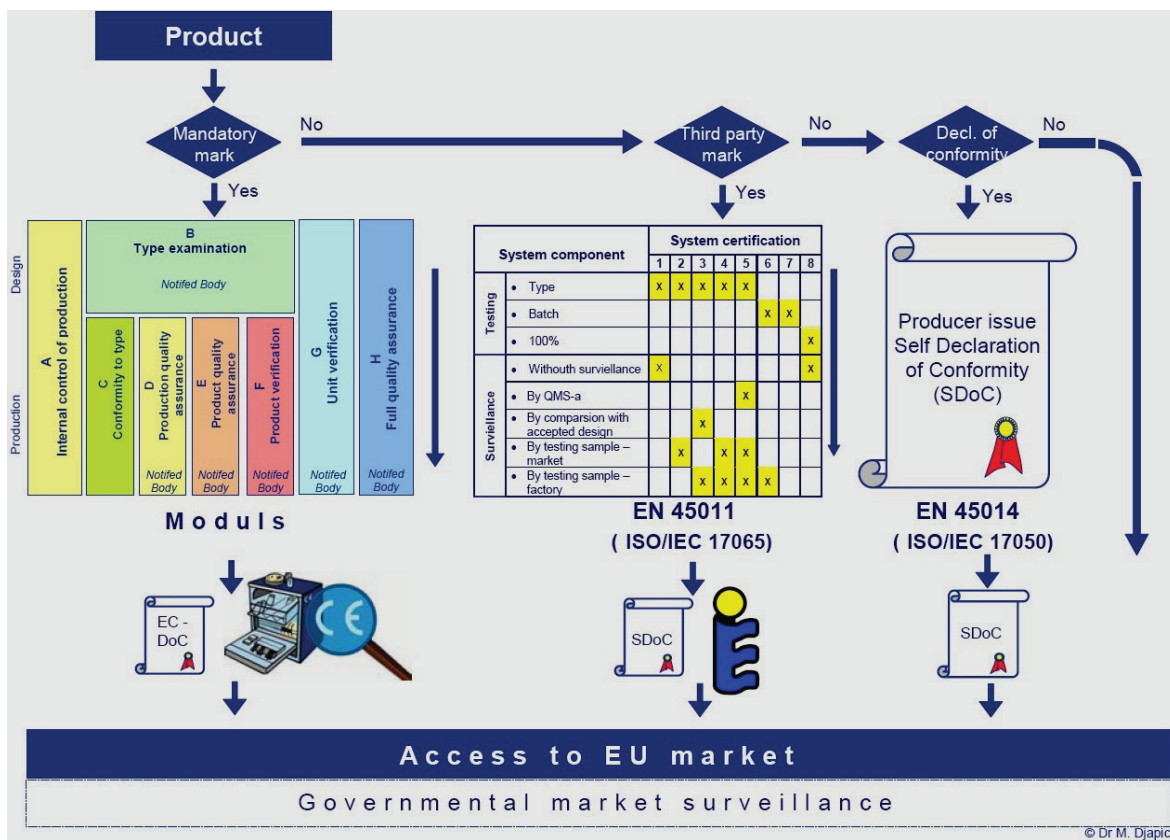 Product
Mandatory
mark
No
Third party
mark
No
Decl. of
conformity
No
Yes
Yes
Yes
Design
Production
A
Internal control of production
B
Type examination
Notifed Body
C
Conformity to type
D
Production quality
assurance
Notifed
Body
E
Product quality
assurance
Notifed
Body
F
Product verification
Notifed
Body
G
Unit verification
Notifed
Body
H
Full quality assurance
Notifed
Body
Moduls
System component
System certification
1 2 3 4 5 6 7 8
Testing
• Type X X X X X
• Batch X X
• 100% X
Surviellance
• Withouth surviellance X X
• By QMS-a X
• By comparsion with
accepted design X
• By testing sample –
market X X X
• By testing sample –
factory X X X X
EN 45011
( ISO/IEC 17065)
Producer issue
Self Declaration
of Conformity
(SDoC)
EN 45014
( ISO/IEC 17050)
EC -
DoC
CE
SDoC
SDoC
Access to EU market
Governmental market surveillance
© Dr M. Djapic